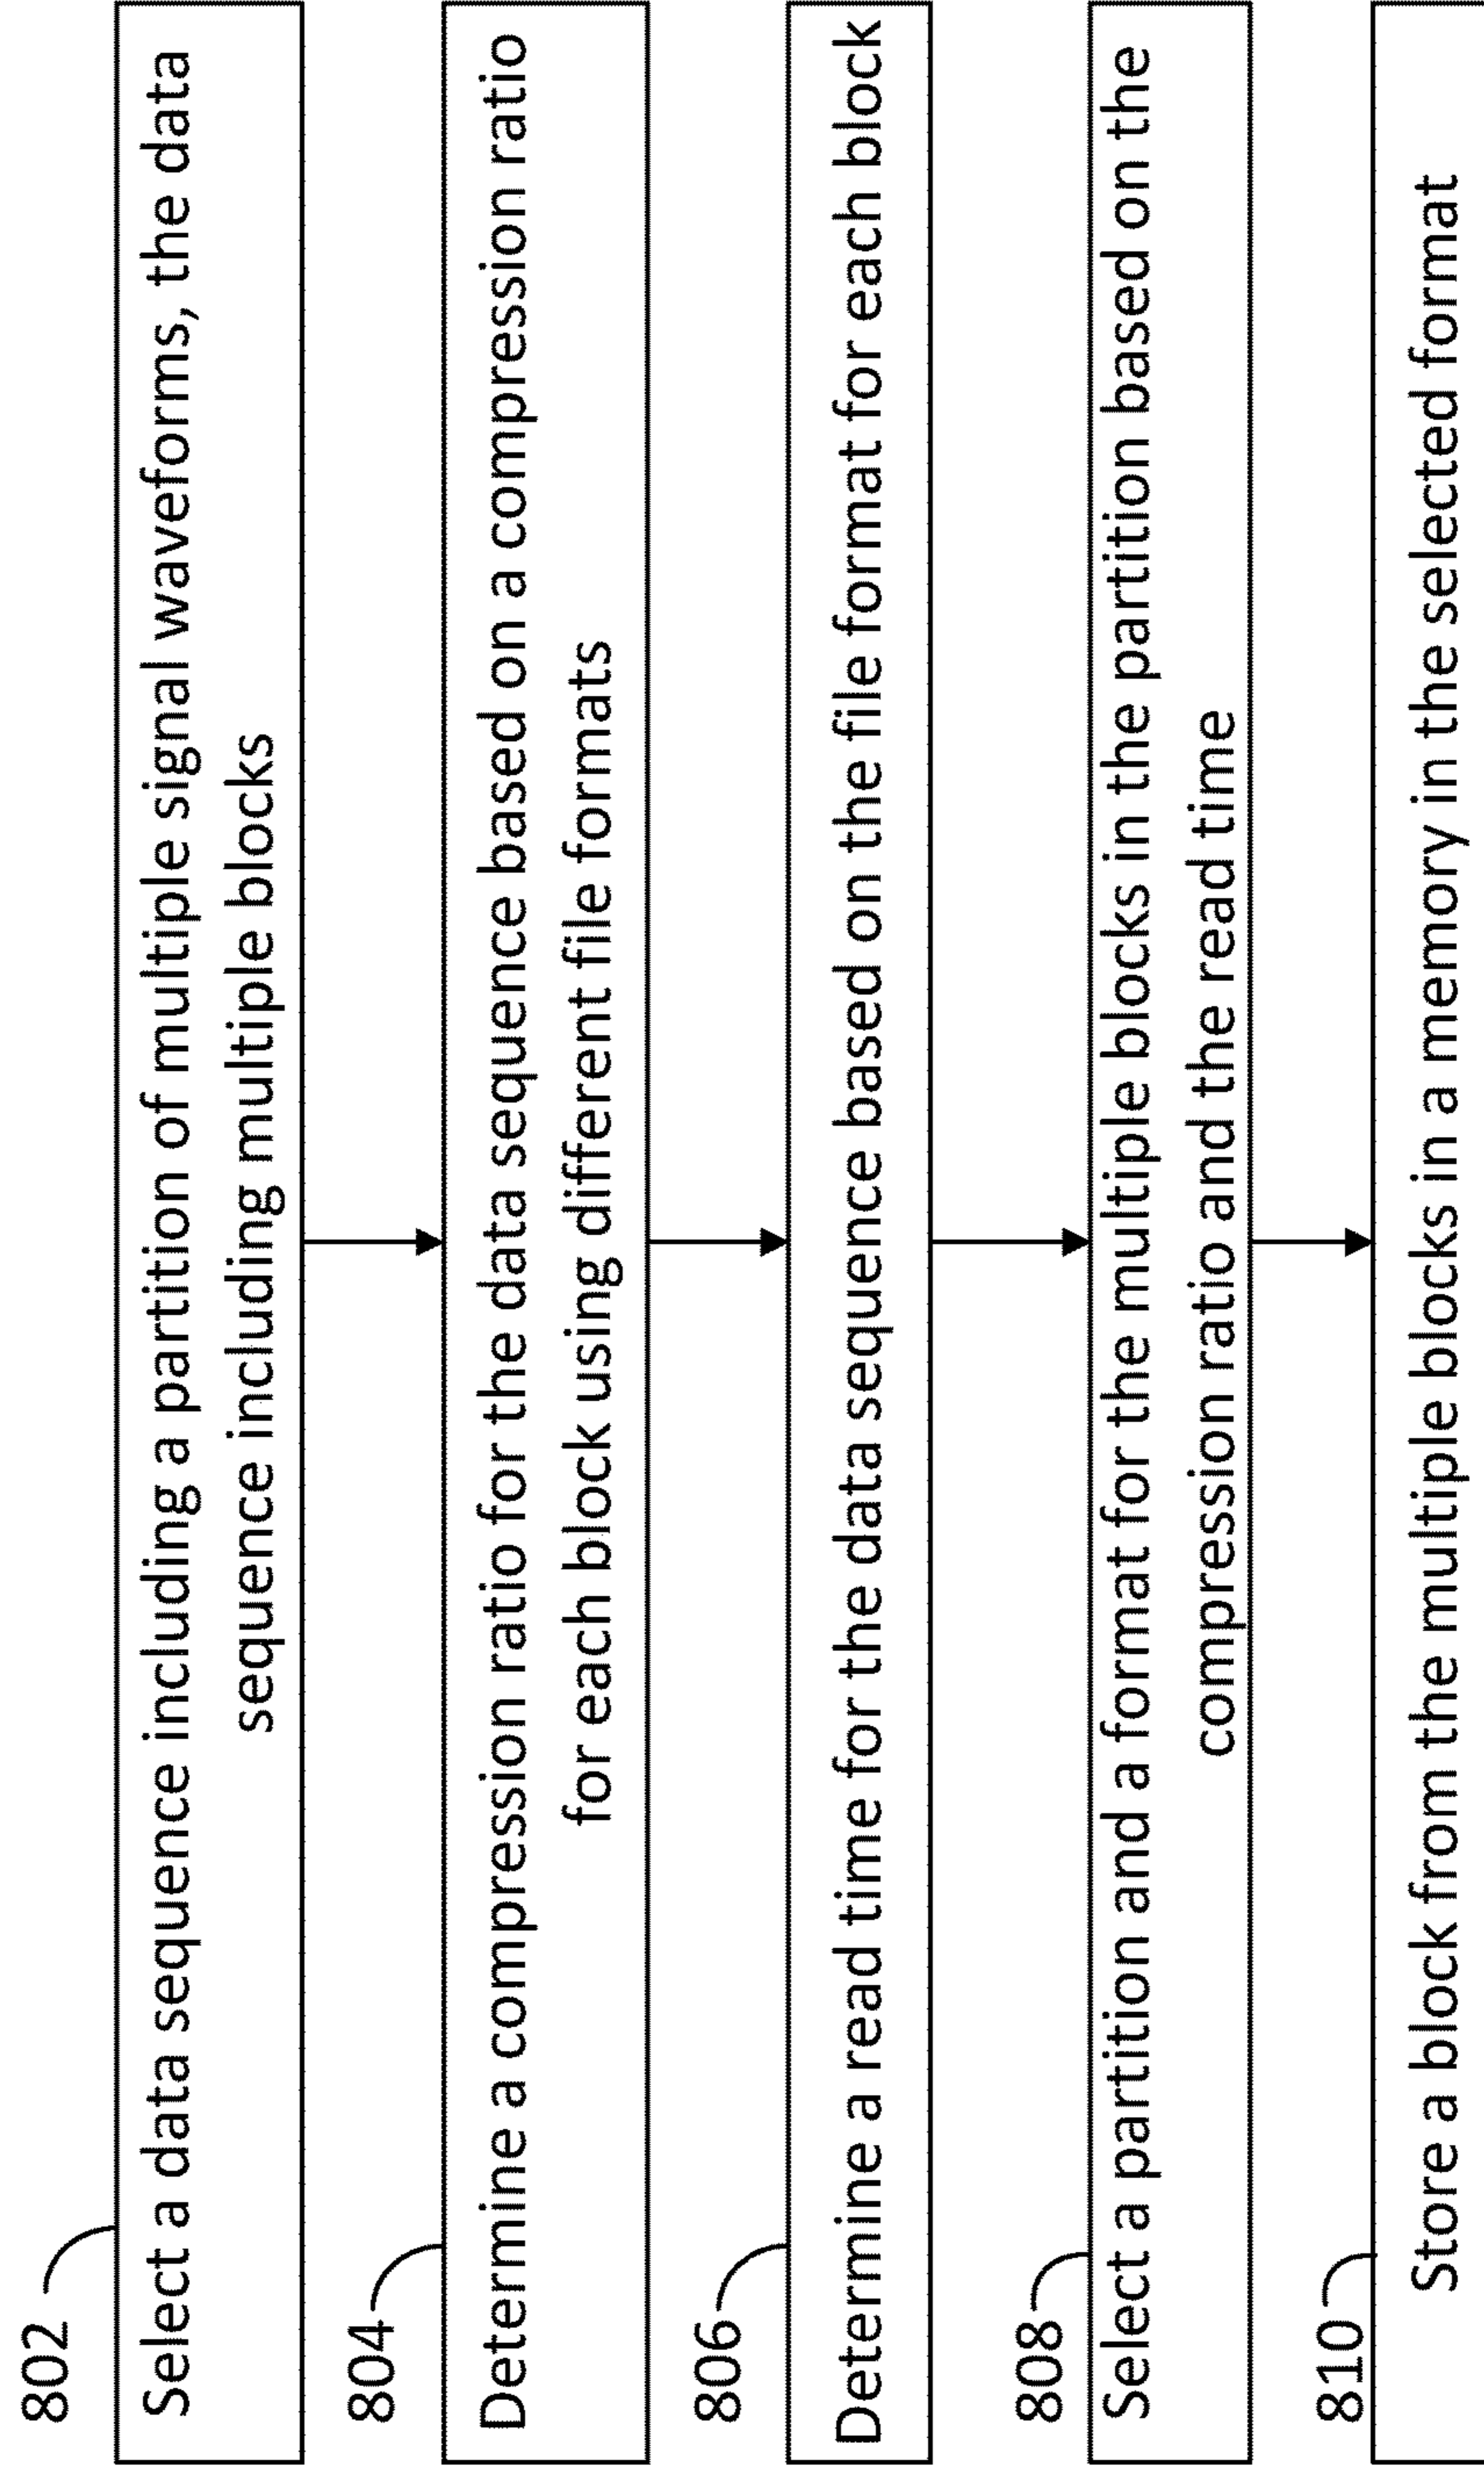 802
Select a data sequence including a partition of multiple signal waveforms, the data
sequence including multiple blocks
804
Determine a compression ratio for the data sequence based on a compression ratio
for each block using different file formats
806
Determine a read time for the data sequence based on the file format for each block
808
Select a partition and a format for the multiple blocks in the partition based on the
compression ratio and the read time
810
Store a block from the multiple blocks in a memory in the selected format